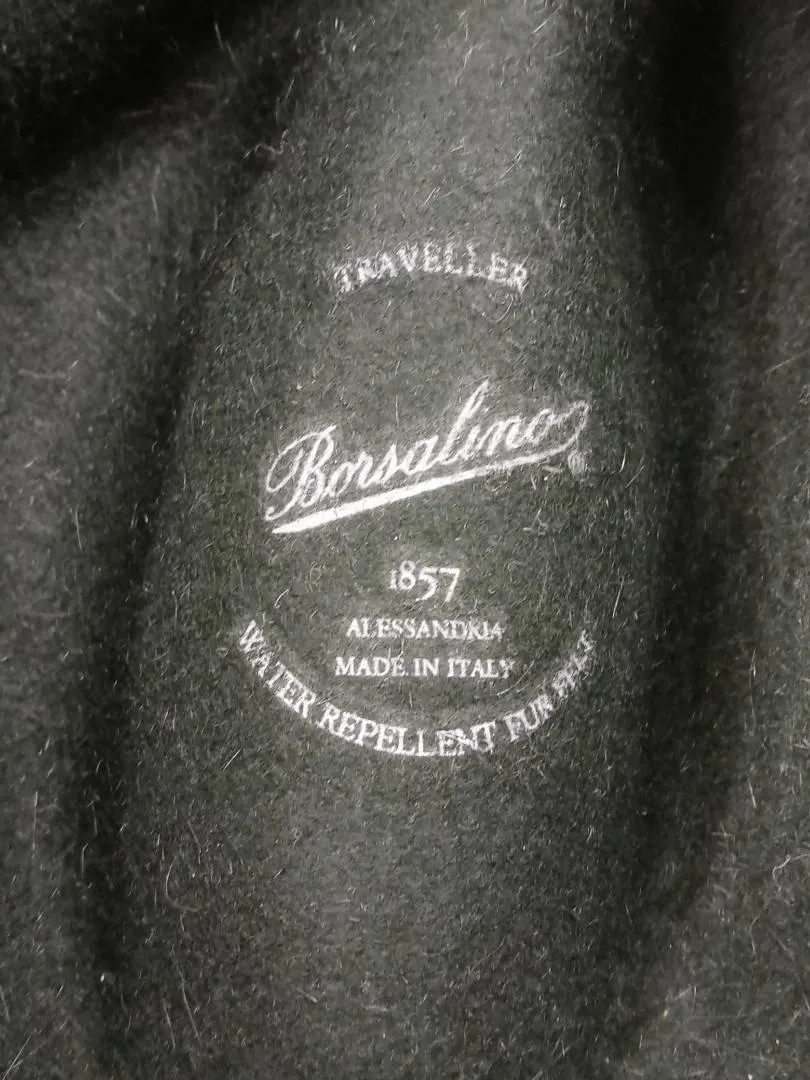 TRAVELLER
Borsalino®
1857
ALESSANDRIA
MADE IN ITALY
WATER REPELLENT FUR FELT